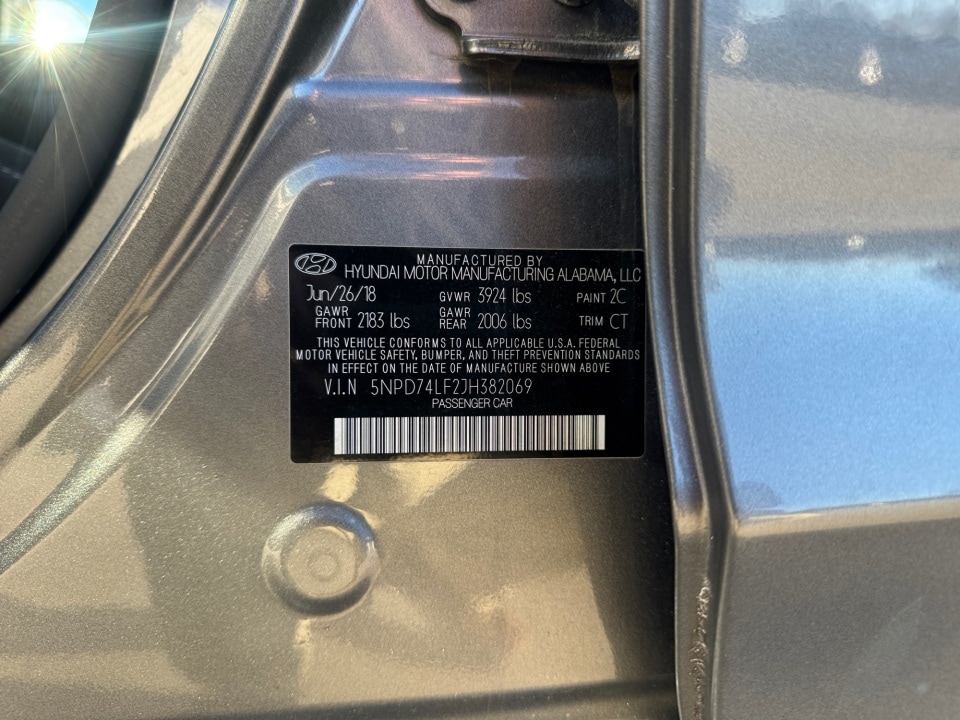 MANUFACTURED BY
HYUNDAI MOTOR MANUFACTURING ALABAMA, LLC
Jun/26/18 GVWR 3924 lbs PAINT 2C
GAWR FRONT 2183 lbs GAWR REAR 2006 lbs TRIM CT
THIS VEHICLE CONFORMS TO ALL APPLICABLE U.S.A. FEDERAL
MOTOR VEHICLE SAFETY, BUMPER, AND THEFT PREVENTION STANDARDS
IN EFFECT ON THE DATE OF MANUFACTURE SHOWN ABOVE
V.I.N 5NPD74LF2JH382069
PASSENGER CAR